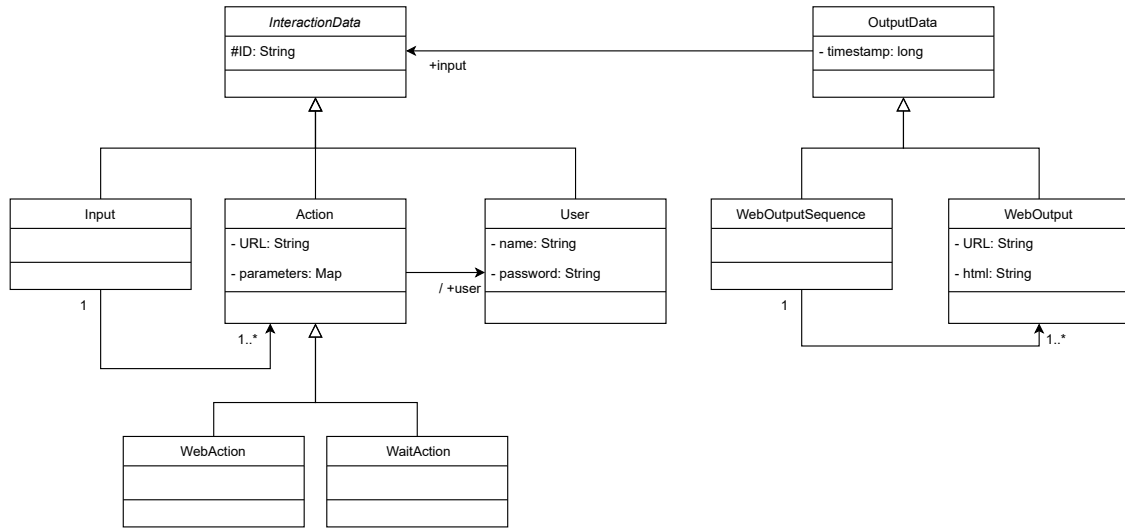 InteractionData
#ID: String
OutputData
- timestamp: long
+input
Input
Action
- URL: String
- parameters: Map
User
- name: String
- password: String
/ +user
1
1..*
WebOutputSequence
WebOutput
- URL: String
- html: String
1
1..*
WebAction
WaitAction